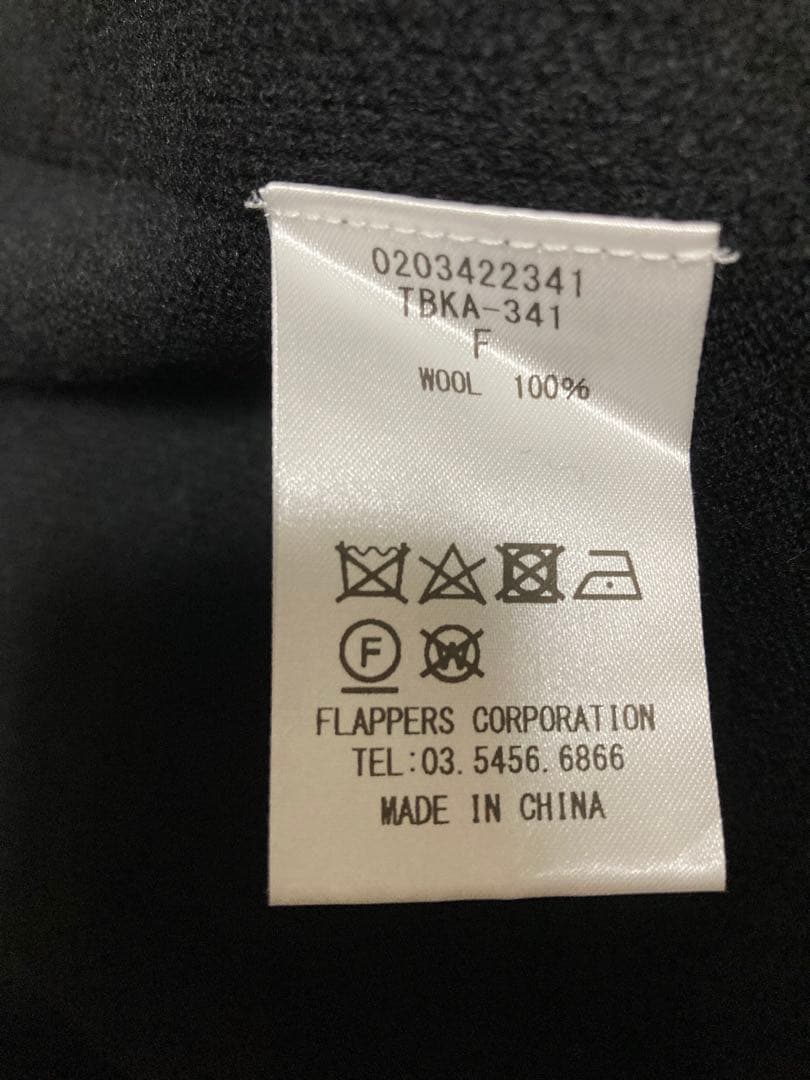 0203422341
TBKA-341
F
WOOL 100%
F W
FLAPPERS CORPORATION
TEL:03.5456.6866
MADE IN CHINA